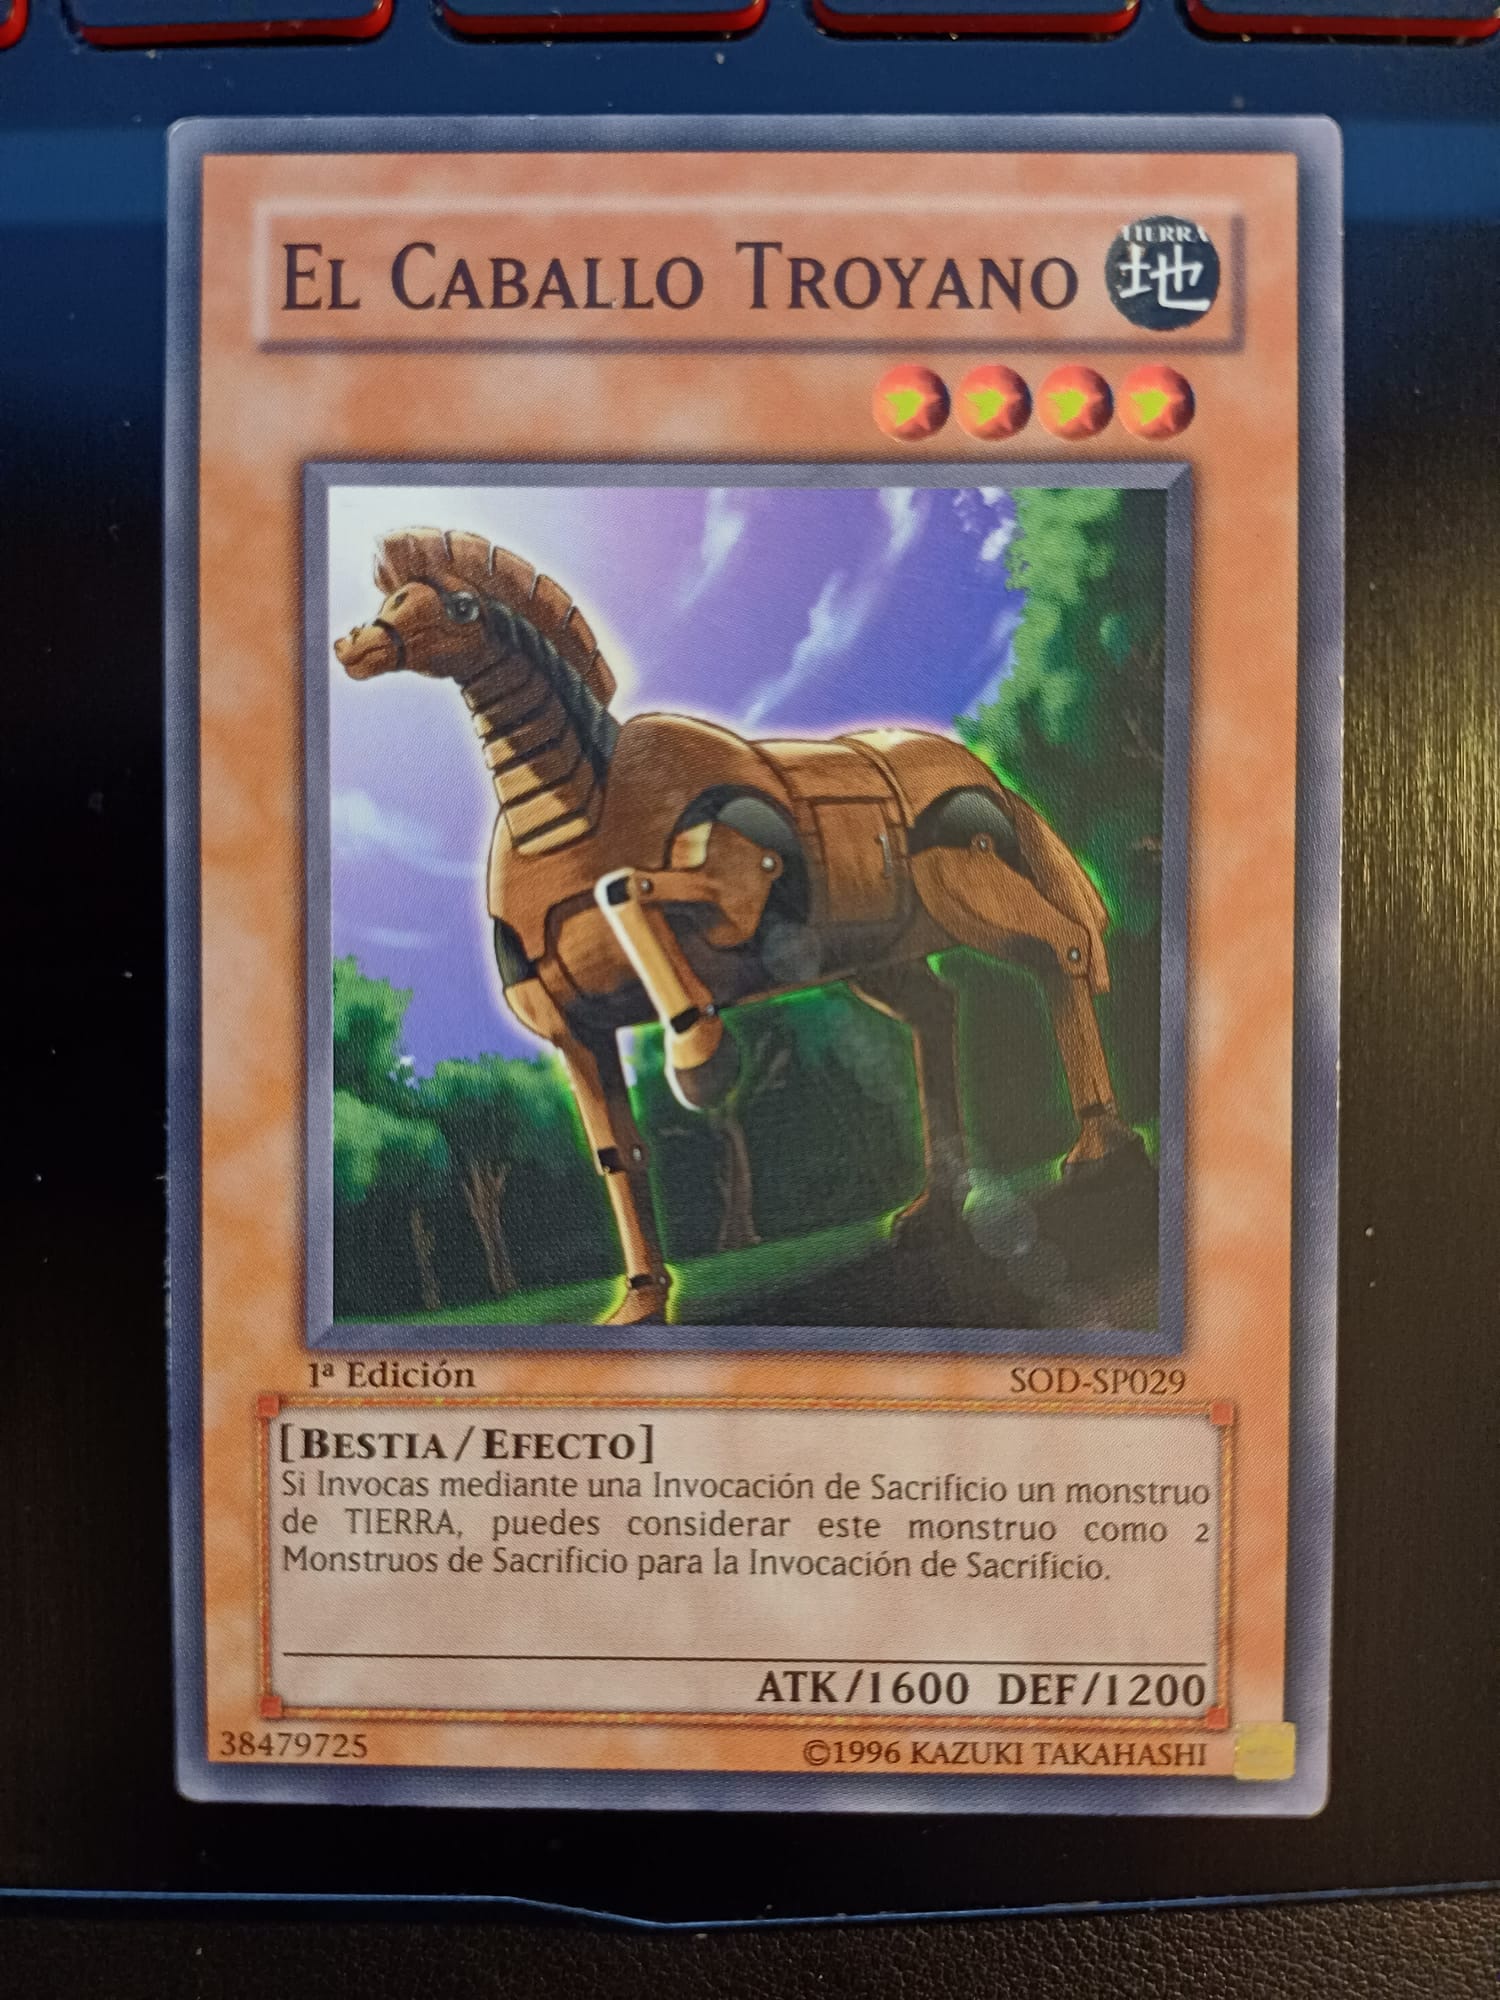 EL CABALLO TROYANO
TIERRA
地
1ª Edición
SOD-SP029
[BESTIA/EFECTO]
Si Invocas mediante una Invocación de Sacrificio un monstruo
de TIERRA, puedes considerar este monstruo como 2
Monstruos de Sacrificio para la Invocación de Sacrificio.
ATK/1600 DEF/1200
38479725
©1996 KAZUKI TAKAHASHI